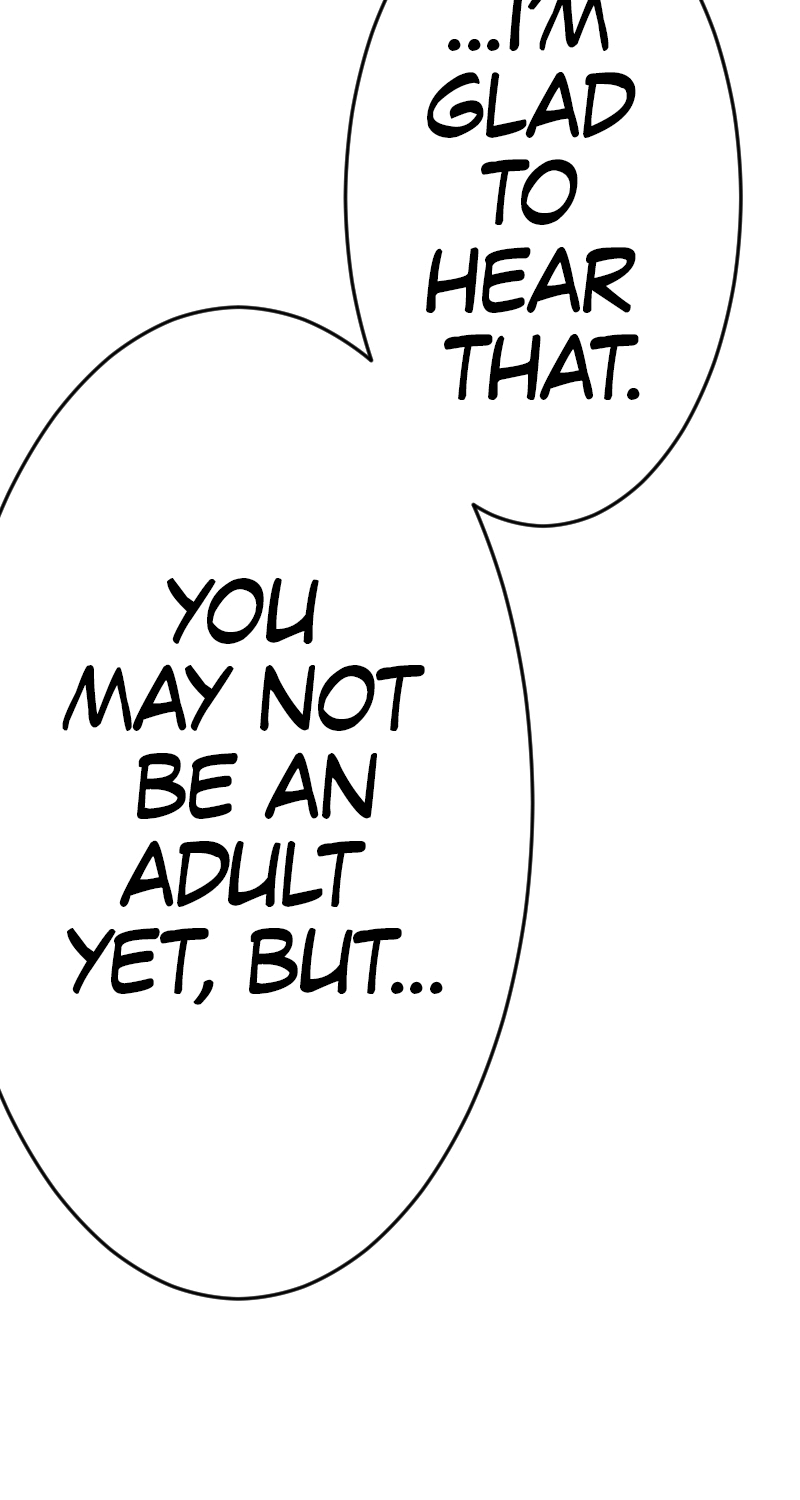 ...I'M
GLAD
TO
HEAR
THAT.
YOU
MAY NOT
BE AN
ADULT
YET, BUT...